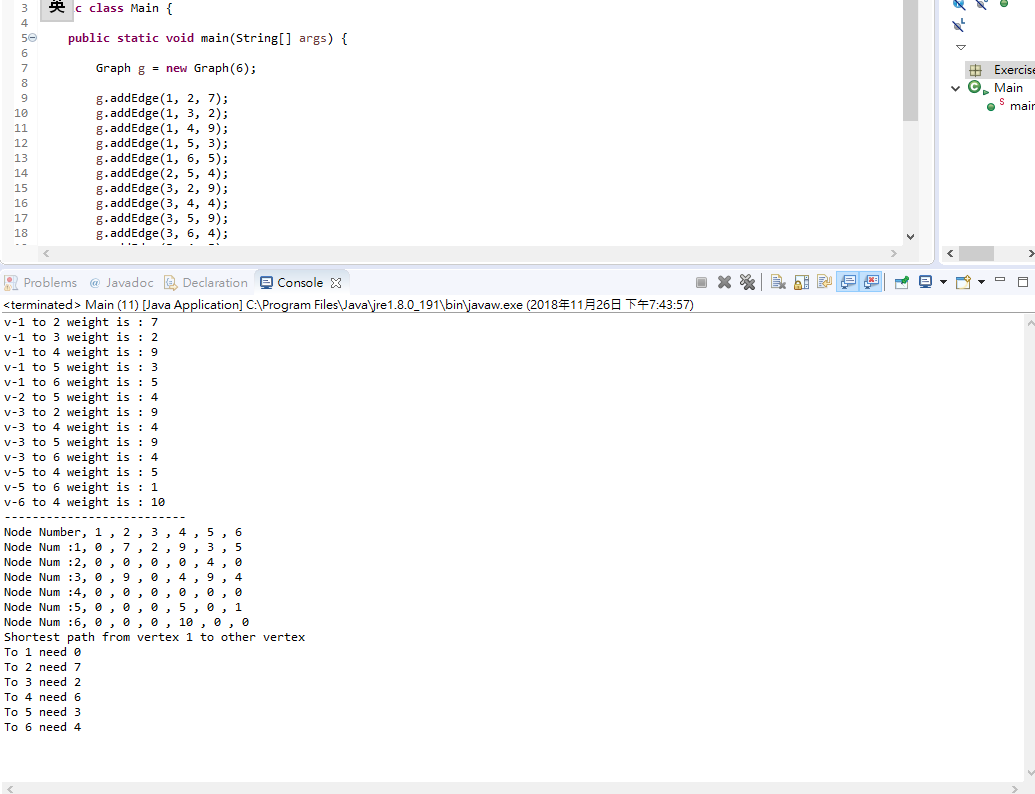 英
3 c class Main {
4
5 public static void main(String[] args) {
6
7 Graph g = new Graph(6);
8
9 g.addEdge(1, 2, 7);
10 g.addEdge(1, 3, 2);
11 g.addEdge(1, 4, 9);
12 g.addEdge(1, 5, 3);
13 g.addEdge(1, 6, 5);
14 g.addEdge(2, 5, 4);
15 g.addEdge(3, 2, 9);
16 g.addEdge(3, 4, 4);
17 g.addEdge(3, 5, 9);
18 g.addEdge(3, 6, 4);
Exercise
Main
S main
Problems @ Javadoc Declaration Console
<terminated> Main (11) [Java Application] C:\Program Files\Java\jre1.8.0_191\bin\javaw.exe (2018年11月26日 下午7:43:57)
v-1 to 2 weight is : 7
v-1 to 3 weight is : 2
v-1 to 4 weight is : 9
v-1 to 5 weight is : 3
v-1 to 6 weight is : 5
v-2 to 5 weight is : 4
v-3 to 2 weight is : 9
v-3 to 4 weight is : 4
v-3 to 5 weight is : 9
v-3 to 6 weight is : 4
v-5 to 4 weight is : 5
v-5 to 6 weight is : 1
v-6 to 4 weight is : 10
--------------------------
Node Number, 1 , 2 , 3 , 4 , 5 , 6
Node Num :1, 0 , 7 , 2 , 9 , 3 , 5
Node Num :2, 0 , 0 , 0 , 0 , 4 , 0
Node Num :3, 0 , 9 , 0 , 4 , 9 , 4
Node Num :4, 0 , 0 , 0 , 0 , 0 , 0
Node Num :5, 0 , 0 , 0 , 5 , 0 , 1
Node Num :6, 0 , 0 , 0 , 10 , 0 , 0
Shortest path from vertex 1 to other vertex
To 1 need 0
To 2 need 7
To 3 need 2
To 4 need 6
To 5 need 3
To 6 need 4